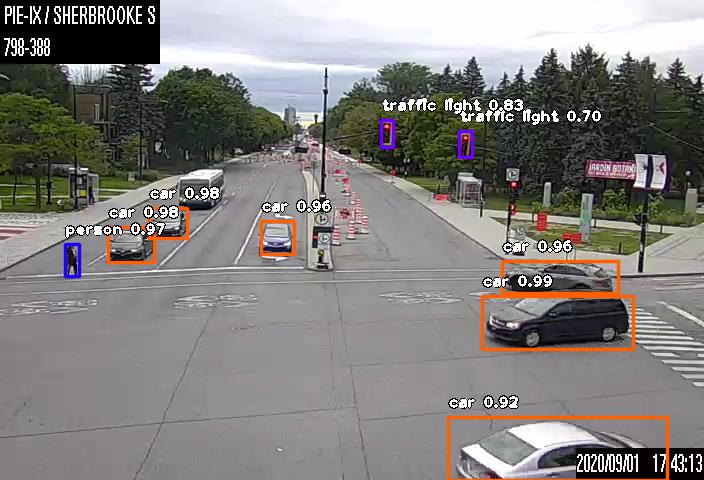 PIE-IX / SHERBROOKE S
798-388
traffic light 0.83
traffic light 0.70
car 0.98
car 0.98
car 0.96
person 0.97
JARDIN BOTANI
car 0.96
car 0.99
car 0.92
2020/09/01 17:43:13